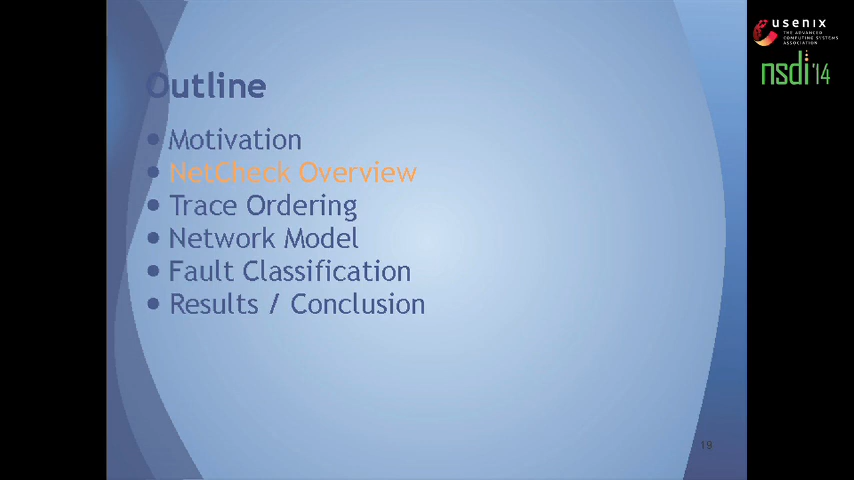 USENIX
THE ADVANCED
COMPUTING SYSTEMS
ASSOCIATION
nsdi '14
Outline
• Motivation
• NetCheck Overview
• Trace Ordering
• Network Model
• Fault Classification
• Results / Conclusion
19